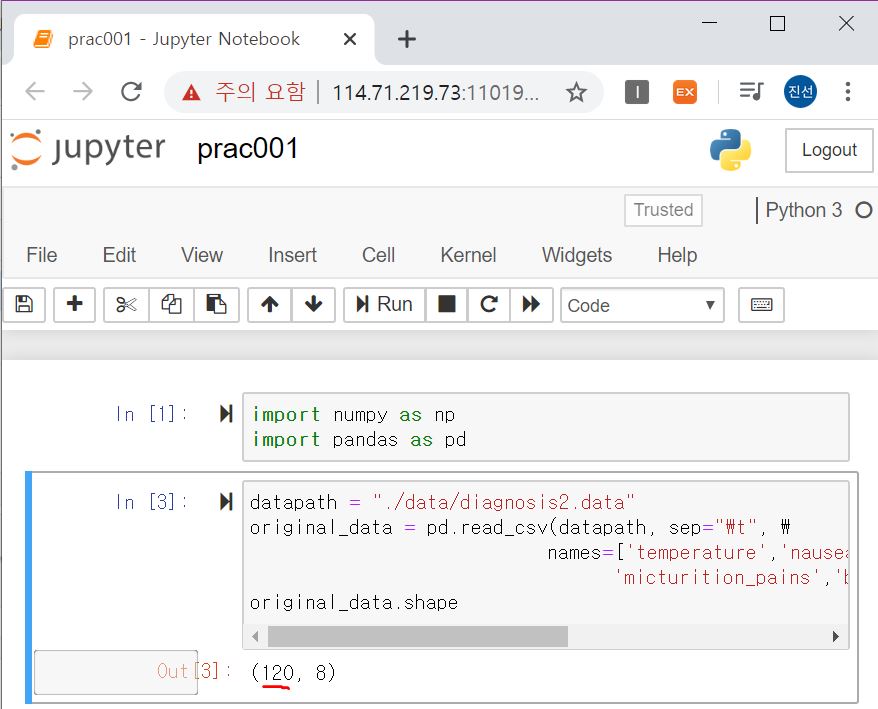 prac001 - Jupyter Notebook
주의 요함 | 114.71.219.73:11019...
I
EX
진선
jupyter prac001
Logout
Trusted
Python 3
File Edit View Insert Cell Kernel Widgets Help
Run
Code
In [1]: import numpy as np
import pandas as pd
In [3]: datapath = "./data/diagnosis2.data"
original_data = pd.read_csv(datapath, sep="₩t", ₩
names=['temperature','nausea
'micturition_pains','b
original_data.shape
Out[3]: (120, 8)